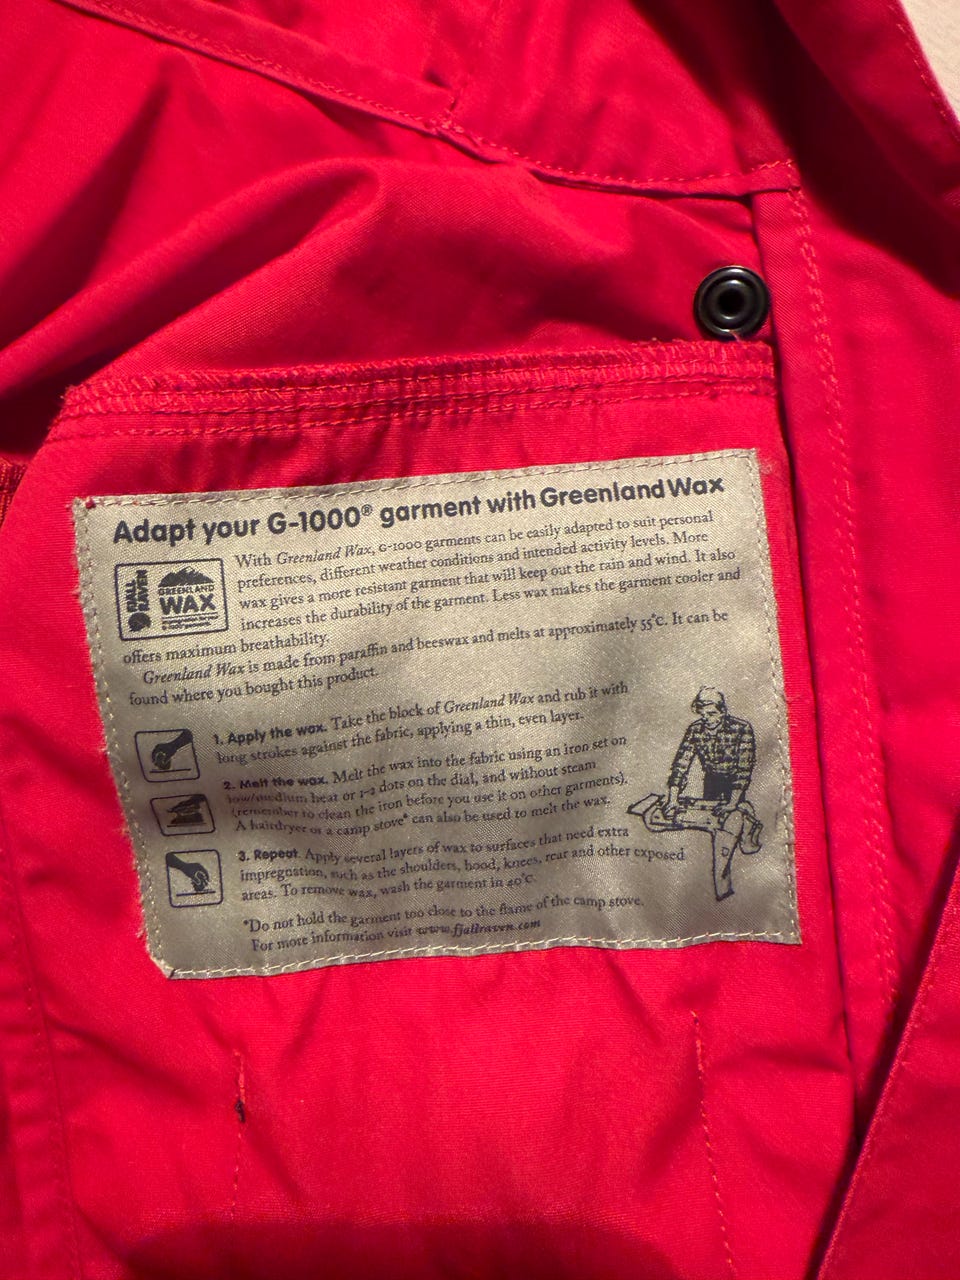 Adapt your G-1000® garment with Greenland Wax
FJÄLL
RÄVEN
GREENLAND
WAX
With Greenland Wax, G-1000 garments can be easily adapted to suit personal
preferences, different weather conditions and intended activity levels. More
wax gives a more resistant garment that will keep out the rain and wind. It also
increases the durability of the garment. Less wax makes the garment cooler and
offers maximum breathability.
Greenland Wax is made from paraffin and beeswax and melts at approximately 55°C. It can be
found where you bought this product.
1. Apply the wax. Take the block of Greenland Wax and rub it with
long strokes against the fabric, applying a thin, even layer.
2. Melt the wax. Melt the wax into the fabric using an iron set on
low/medium heat or 1-2 dots on the dial, and without steam
(remember to clean the iron before you use it on other garments).
A hairdryer or a camp stove* can also be used to melt the wax.
3. Repeat. Apply several layers of wax to surfaces that need extra
impregnation, such as the shoulders, hood, knees, rear and other exposed
areas. To remove wax, wash the garment in 40°C.
*Do not hold the garment too close to the flame of the camp stove.
For more information visit www.fjallraven.com